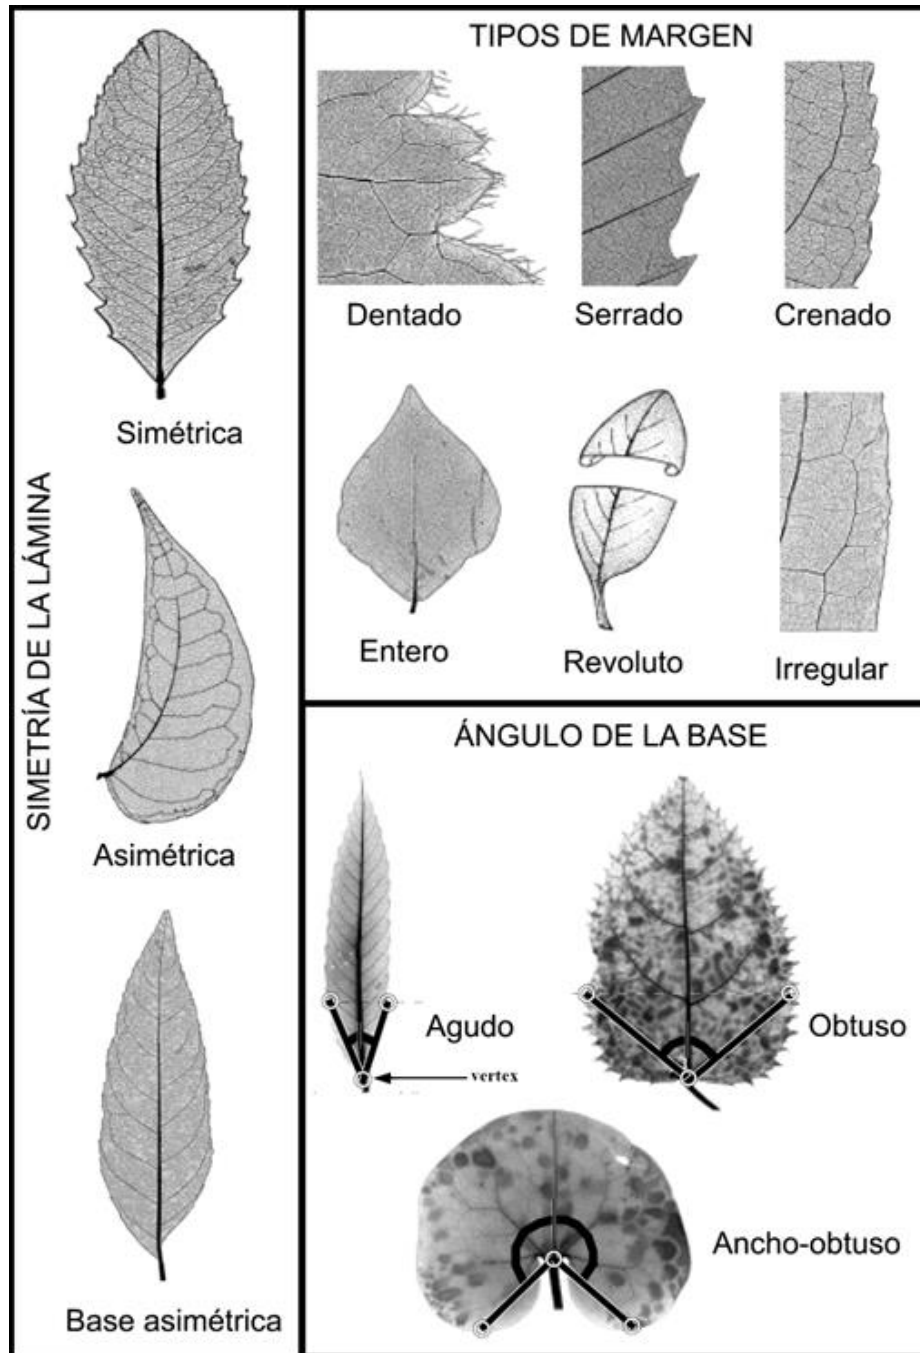 SIMETRÍA DE LA LÁMINA
Simétrica
Asimétrica
Base asimétrica
TIPOS DE MARGEN
Dentado
Serrado
Crenado
Entero
Revoluto
Irregular
ÁNGULO DE LA BASE
Agudo
Obtuso
vertex
Ancho-obtuso